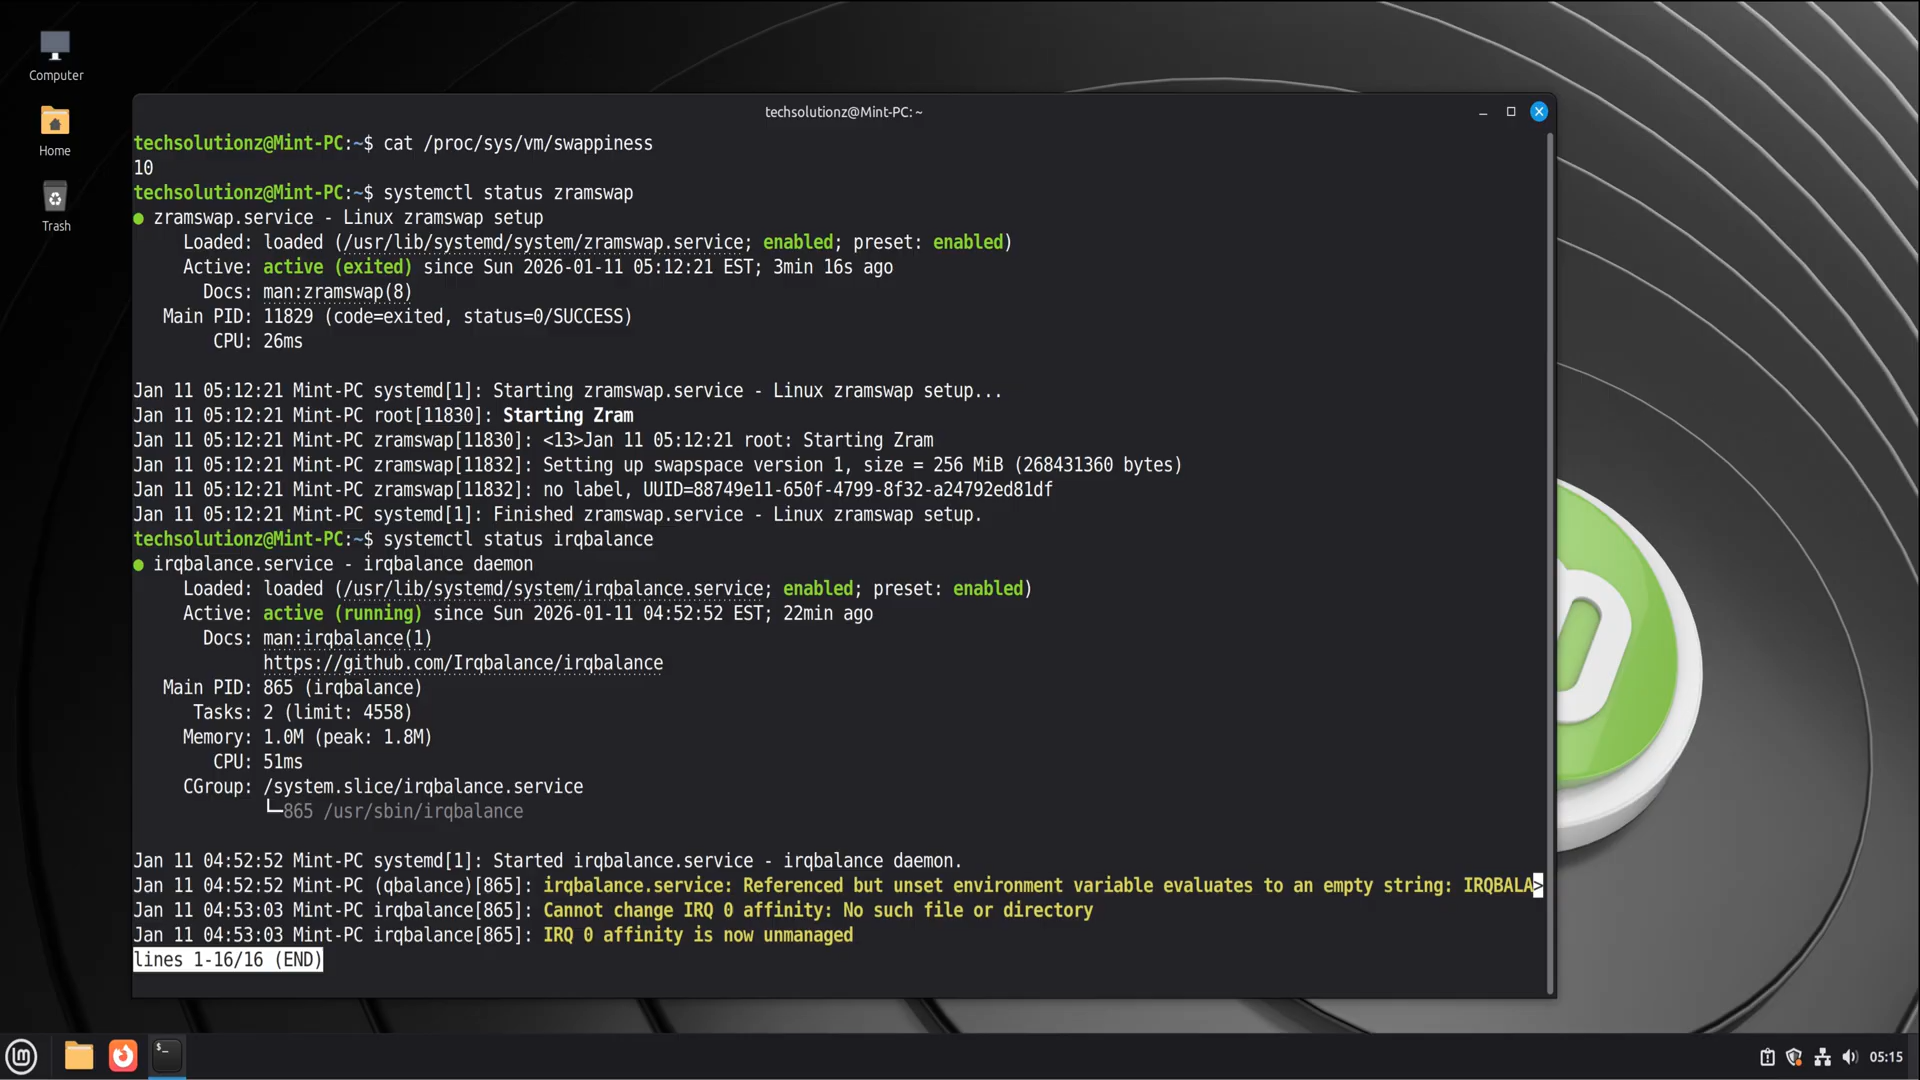 Computer
Home
Trash
techsolutionz@Mint-PC: ~
techsolutionz@Mint-PC:~$ cat /proc/sys/vm/swappiness
10
techsolutionz@Mint-PC:~$ systemctl status zramswap
● zramswap.service - Linux zramswap setup
Loaded: loaded (/usr/lib/systemd/system/zramswap.service; enabled; preset: enabled)
Active: active (exited) since Sun 2026-01-11 05:12:21 EST; 3min 16s ago
Docs: man:zramswap(8)
Main PID: 11829 (code=exited, status=0/SUCCESS)
CPU: 26ms
Jan 11 05:12:21 Mint-PC systemd[1]: Starting zramswap.service - Linux zramswap setup...
Jan 11 05:12:21 Mint-PC root[11830]: Starting Zram
Jan 11 05:12:21 Mint-PC zramswap[11830]: <13>Jan 11 05:12:21 root: Starting Zram
Jan 11 05:12:21 Mint-PC zramswap[11832]: Setting up swapspace version 1, size = 256 MiB (268431360 bytes)
Jan 11 05:12:21 Mint-PC zramswap[11832]: no label, UUID=88749e11-650f-4799-8f32-a24792ed81df
Jan 11 05:12:21 Mint-PC systemd[1]: Finished zramswap.service - Linux zramswap setup.
techsolutionz@Mint-PC:~$ systemctl status irqbalance
● irqbalance.service - irqbalance daemon
Loaded: loaded (/usr/lib/systemd/system/irqbalance.service; enabled; preset: enabled)
Active: active (running) since Sun 2026-01-11 04:52:52 EST; 22min ago
Docs: man:irqbalance(1)
https://github.com/Irqbalance/irqbalance
Main PID: 865 (irqbalance)
Tasks: 2 (limit: 4558)
Memory: 1.0M (peak: 1.8M)
CPU: 51ms
CGroup: /system.slice/irqbalance.service
└─865 /usr/sbin/irqbalance
Jan 11 04:52:52 Mint-PC systemd[1]: Started irqbalance.service - irqbalance daemon.
Jan 11 04:52:52 Mint-PC (qbalance)[865]: irqbalance.service: Referenced but unset environment variable evaluates to an empty string: IRQBALA>
Jan 11 04:53:03 Mint-PC irqbalance[865]: Cannot change IRQ 0 affinity: No such file or directory
Jan 11 04:53:03 Mint-PC irqbalance[865]: IRQ 0 affinity is now unmanaged
lines 1-16/16 (END)
05:15